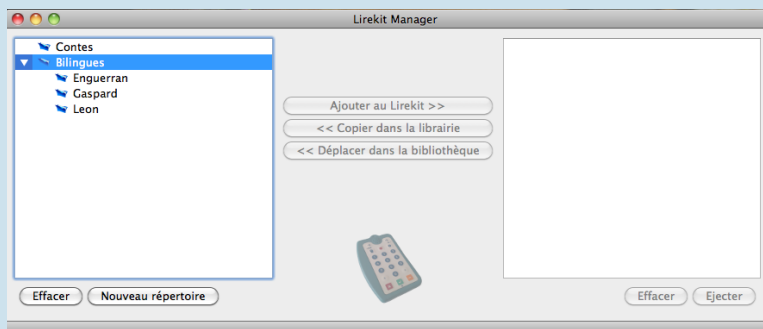 Lirekit Manager
Contes
Bilingues
Enguerran
Gaspard
Leon
Ajouter au Lirekit >>
<< Copier dans la librairie
<< Déplacer dans la bibliothèque
Effacer Nouveau répertoire Effacer Ejecter